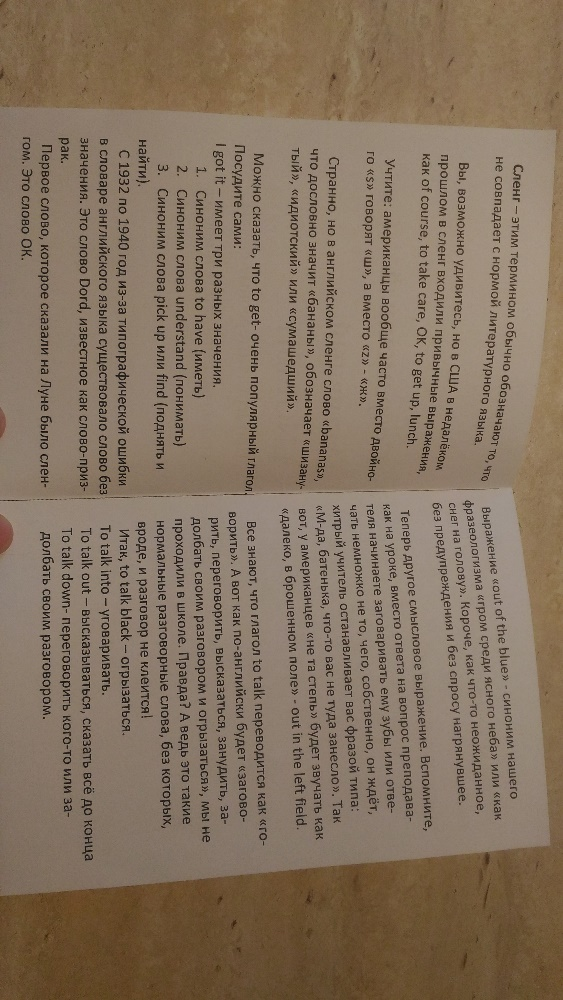 Сленг – этим термином обычно обозначают то, что
не совпадает с нормой литературного языка.
Вы, возможно удивитесь, но в США в недалёком
прошлом в сленг входили привычные выражения,
как of course, to take care, OK, to get up, lunch.
Учтите: американцы вообще часто вместо двойно-
го «s» говорят «ш», а вместо «z» - «ж».
Странно, но в английском сленге слово «bananas»,
что дословно значит «бананы», обозначает «шизану-
тый», «идиотский» или «сумашедший».
Можно сказать, что to get- очень популярный глагол.
Посудите сами:
I got it – имеет три разных значения.
1. Синоним слова to have (иметь)
2. Синоним слова understand (понимать)
3. Синоним слова pick up или find (поднять и
найти).
С 1932 по 1940 год из-за типографической ошибки
в словаре английского языка существовало слово без
значения. Это слово Dord, известное как слово-приз-
рак.
Первое слово, которое сказали на Луне было слен-
гом. Это слово ОК.
Выражение «out of the blue» - синоним нашего
фразеологизма «гром среди ясного неба» или «как
снег на голову». Короче, как что-то неожиданное,
без предупреждения и без спросу нагрянувшее.
Теперь другое смысловое выражение. Вспомните,
как на уроке, вместо ответа на вопрос преподава-
теля начинаете заговаривать ему зубы или отве-
чать немножко не то, чего, собственно, он ждёт,
хитрый учитель останавливает вас фразой типа:
«М-да, батенька, что-то вас не туда занесло». Так
вот, у американцев «не та степь» будет звучать как
«далеко, в брошенном поле» - out in the left field.
Все знают, что глагол to talk переводится как «го-
ворить». А вот как по-английски будет «загово-
рить, переговорить, высказаться, занудить, за-
долбать своим разговором и огрызаться», мы не
проходили в школе. Правда? А ведь это такие
нормальные разговорные слова, без которых,
вроде, и разговор не клеится!
Итак, to talk black – огрызаться.
To talk into – уговаривать.
To talk out – высказываться, сказать всё до конца
To talk down- переговорить кого-то или за-
долбать своим разговором.